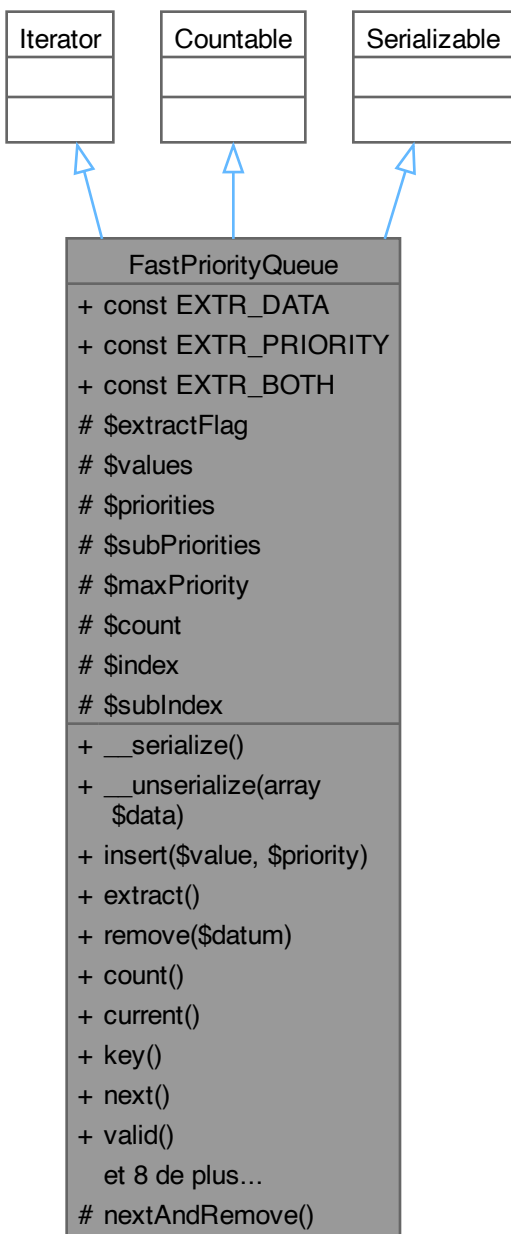 Iterator
Countable
Serializable
FastPriorityQueue
+ const EXTR_DATA
+ const EXTR_PRIORITY
+ const EXTR_BOTH
# $extractFlag
# $values
# $priorities
# $subPriorities
# $maxPriority
# $count
# $index
# $subIndex
+ __serialize()
+ __unserialize(array
$data)
+ insert($value, $priority)
+ extract()
+ remove($datum)
+ count()
+ current()
+ key()
+ next()
+ valid()
et 8 de plus...
# nextAndRemove()